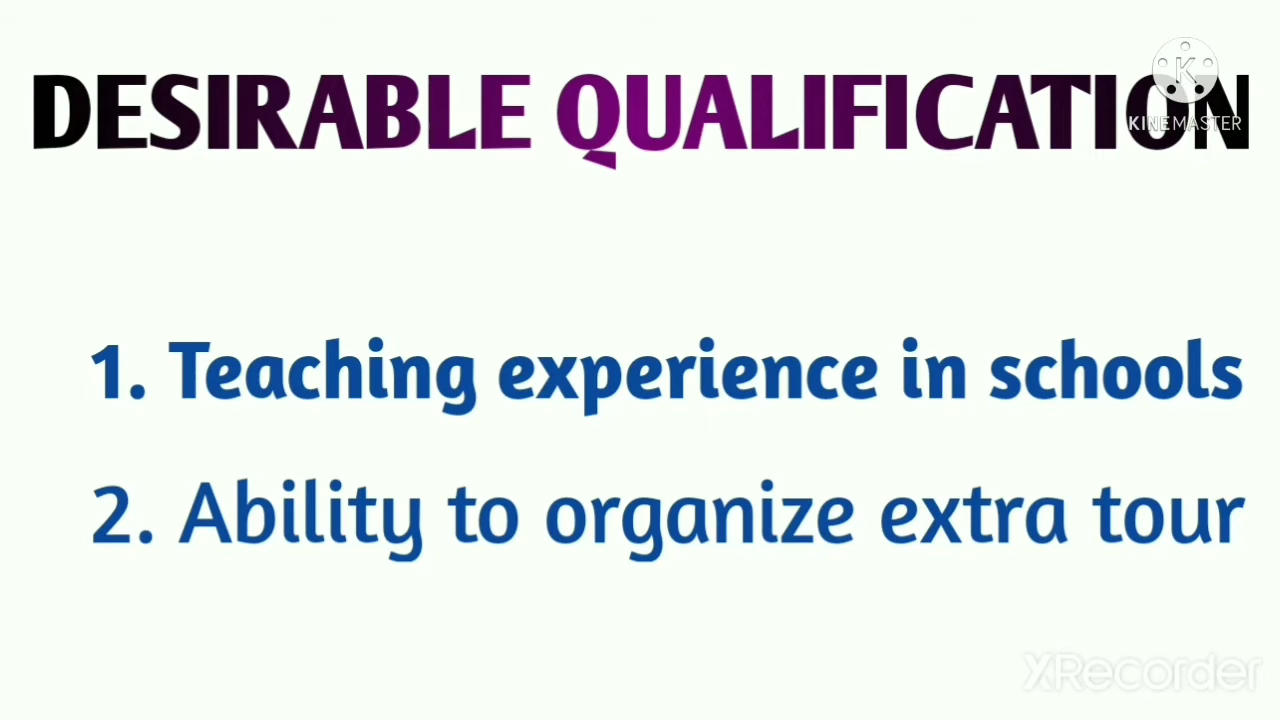 DESIRABLE QUALIFICATION
KINEMASTER
1. Teaching experience in schools
2. Ability to organize extra tour
XRecorder